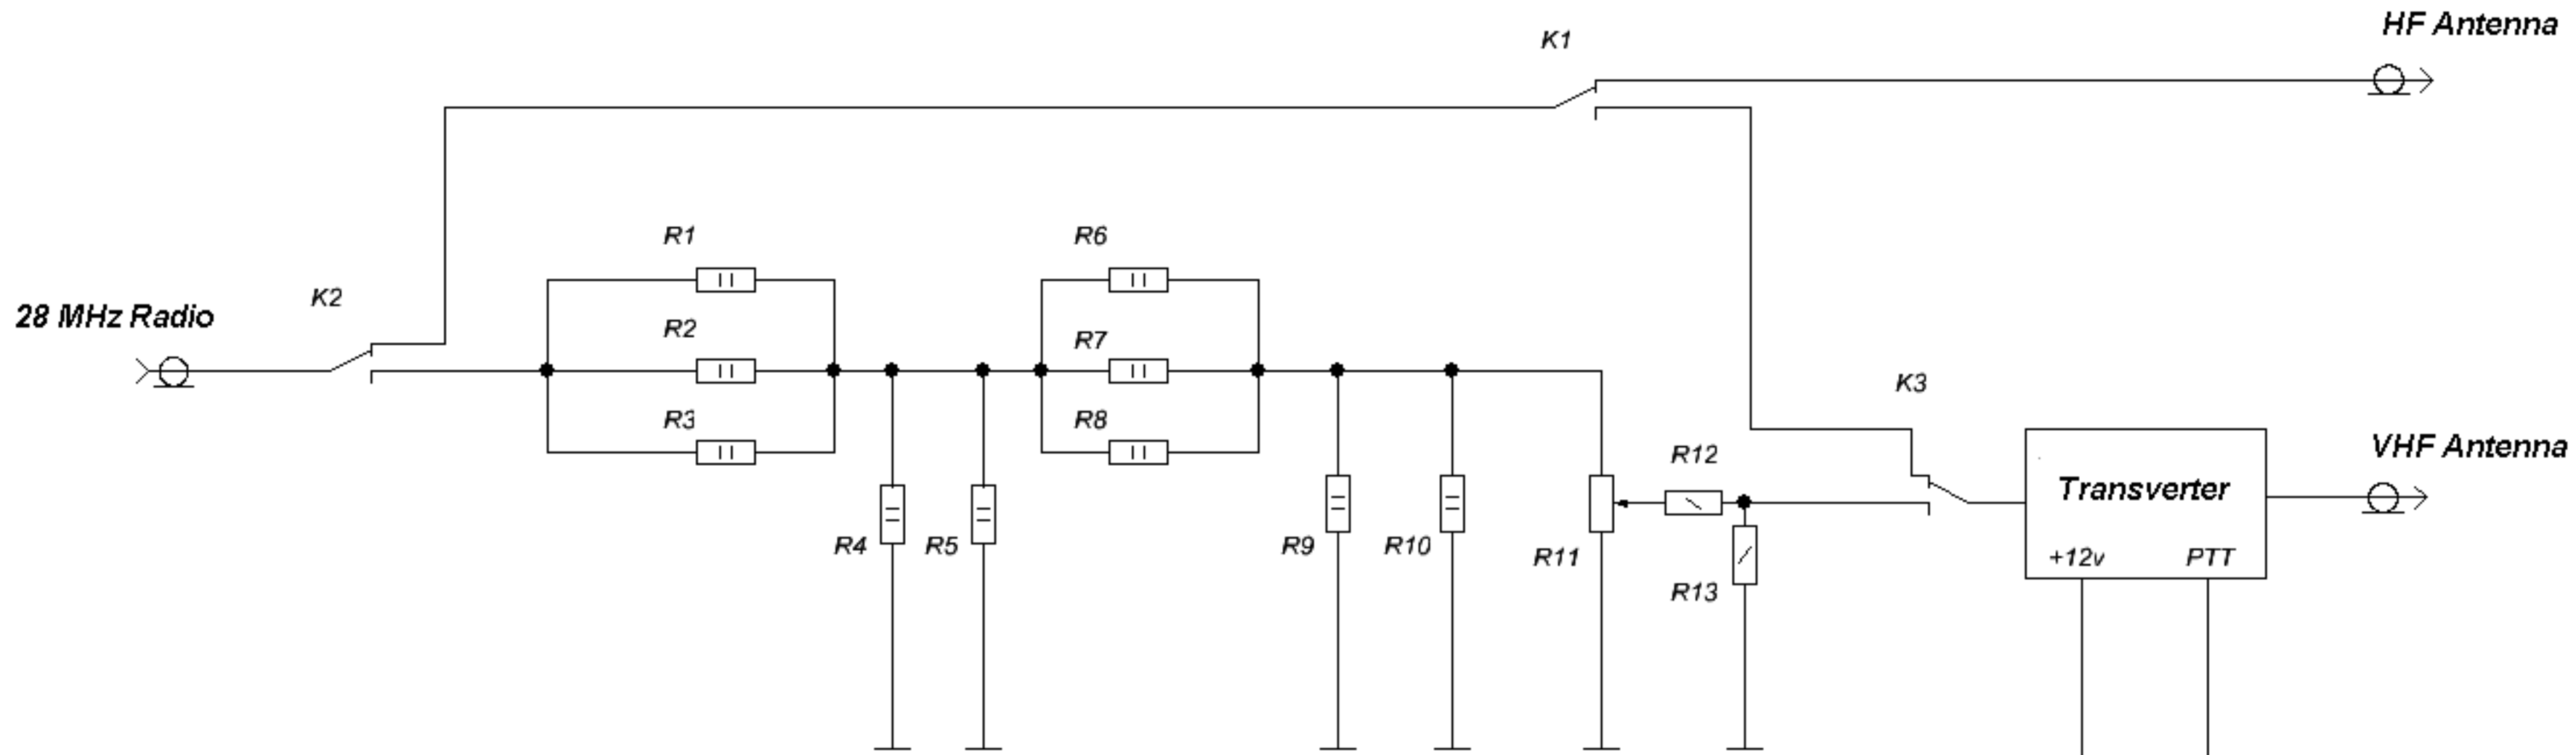 HF Antenna
K1
R1
R6
K2
28 MHz Radio
R2
R7
R3
R8
K3
R12
VHF Antenna
Transverter
R4
R5
R9
R10
R11
+12v
PTT
R13